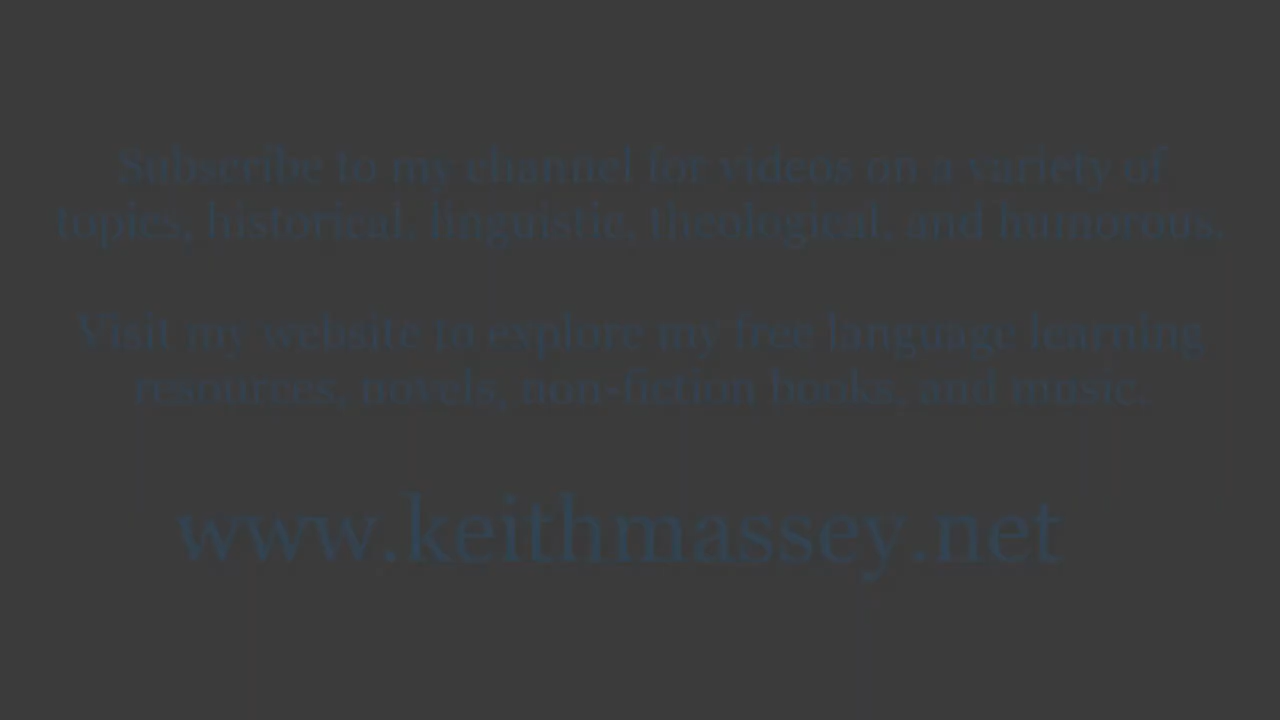 Subscribe to my channel for videos on a variety of
topics, historical, linguistic, theological, and humorous.
Visit my website to explore my free language learning
resources, novels, non-fiction books, and music.
www.keithmassey.net